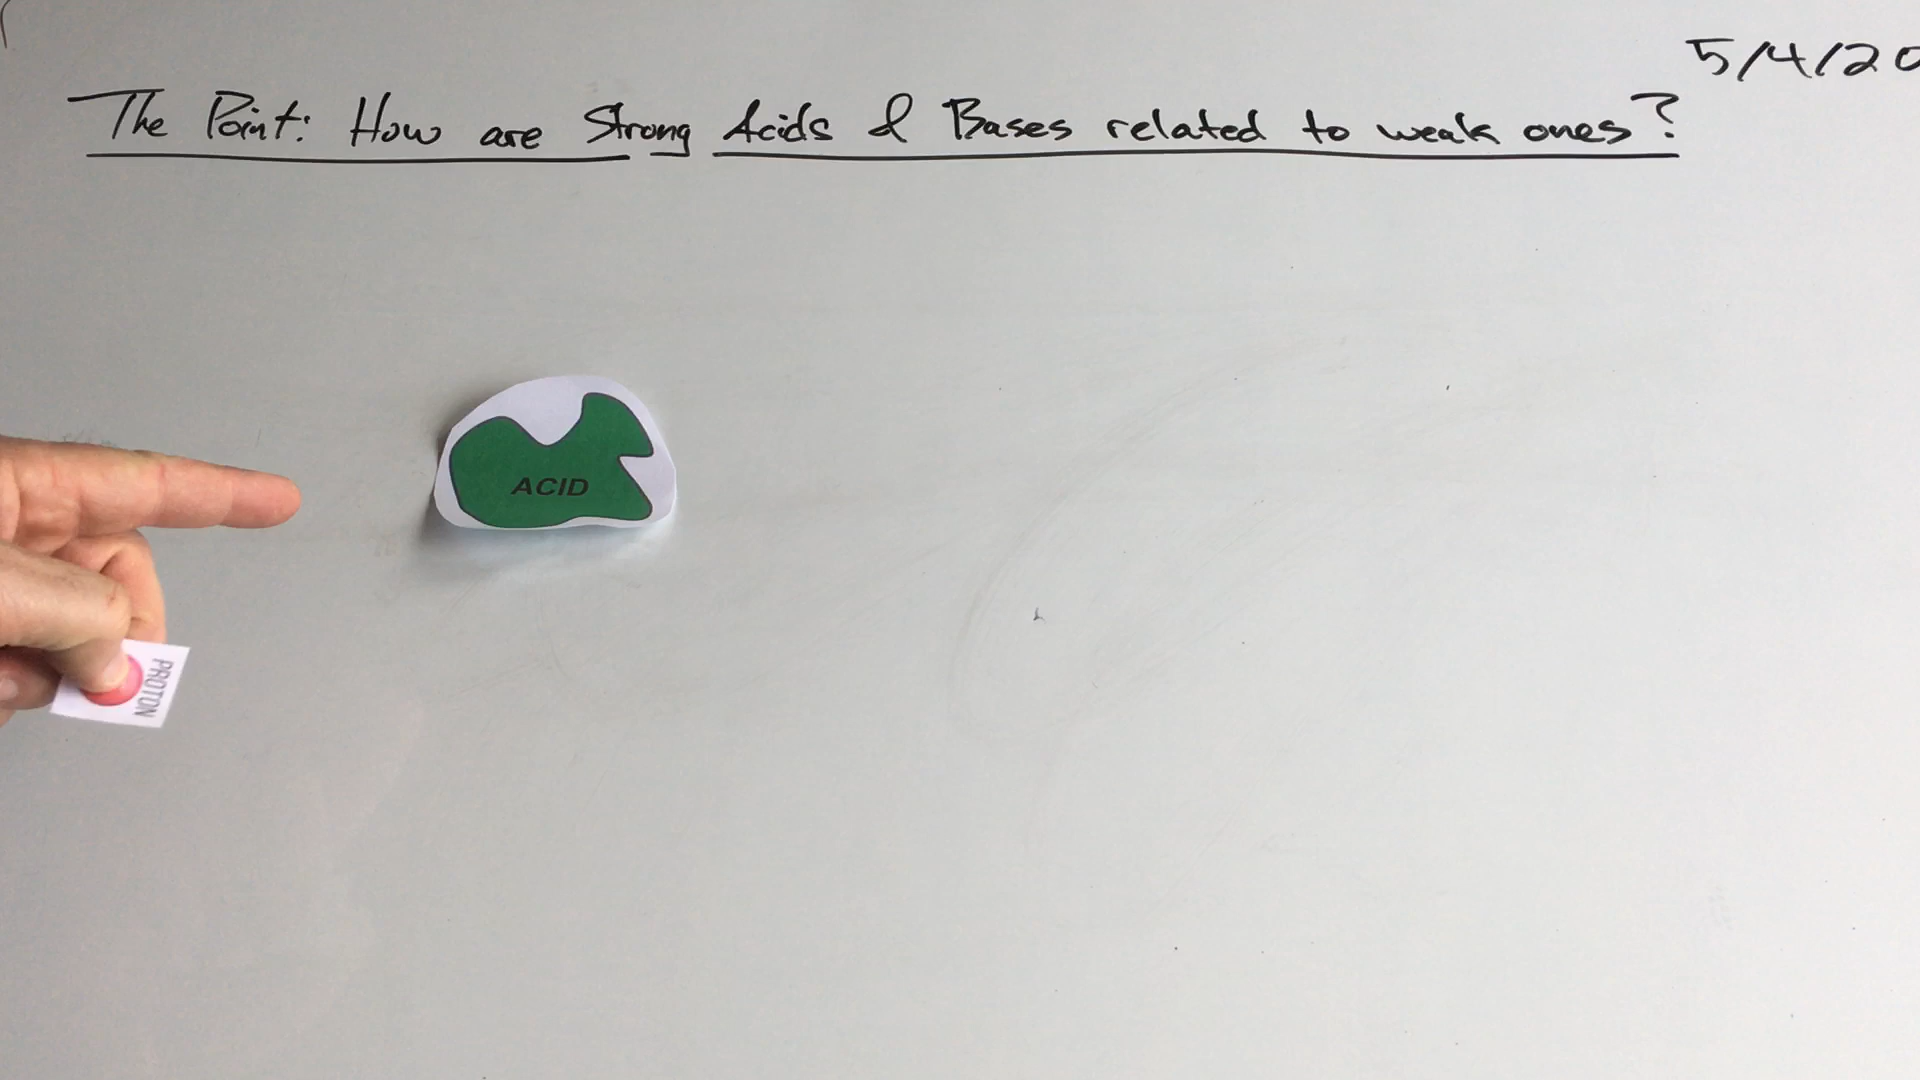 5/4/20
The Point: How are Strong Acids & Bases related to weak ones?
ACID
PROTON